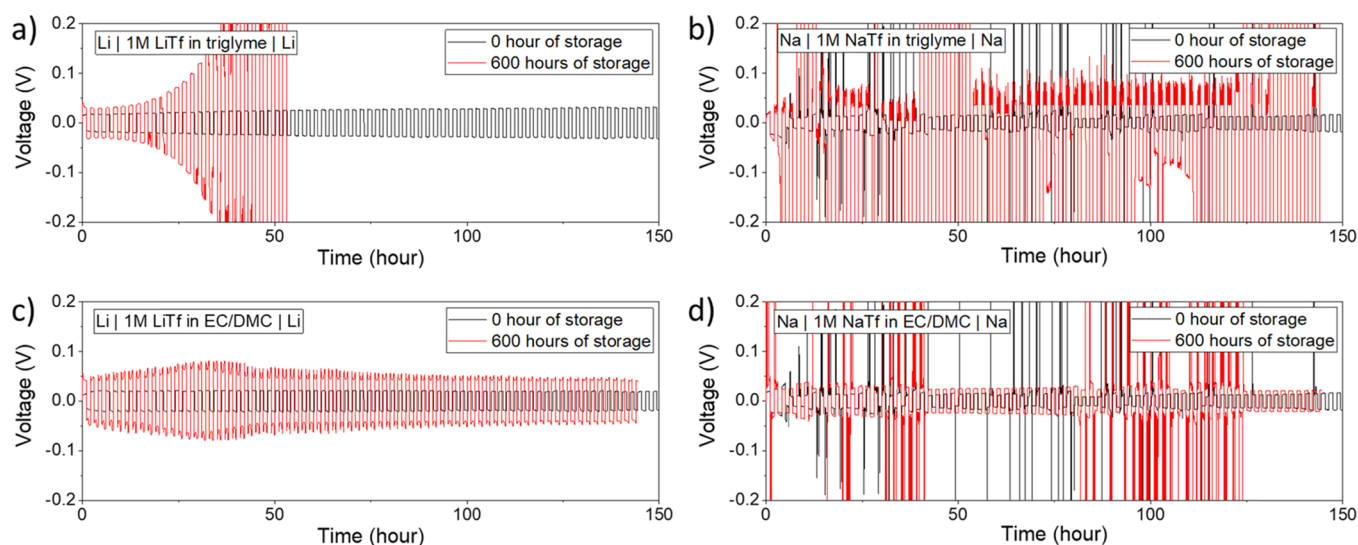 a)
Li | 1M LiTf in triglyme | Li
0 hour of storage
600 hours of storage
0.2
0.1
0.0
-0.1
-0.2
Voltage (V)
0
50
100
150
Time (hour)
b)
Na | 1M NaTf in triglyme | Na
0 hour of storage
600 hours of storage
0.2
0.1
0.0
-0.1
-0.2
Voltage (V)
0
50
100
150
Time (hour)
c)
Li | 1M LiTf in EC/DMC | Li
0 hour of storage
600 hours of storage
0.2
0.1
0.0
-0.1
-0.2
Voltage (V)
0
50
100
150
Time (hour)
d)
Na | 1M NaTf in EC/DMC | Na
0 hour of storage
600 hours of storage
0.2
0.1
0.0
-0.1
-0.2
Voltage (V)
0
50
100
150
Time (hour)